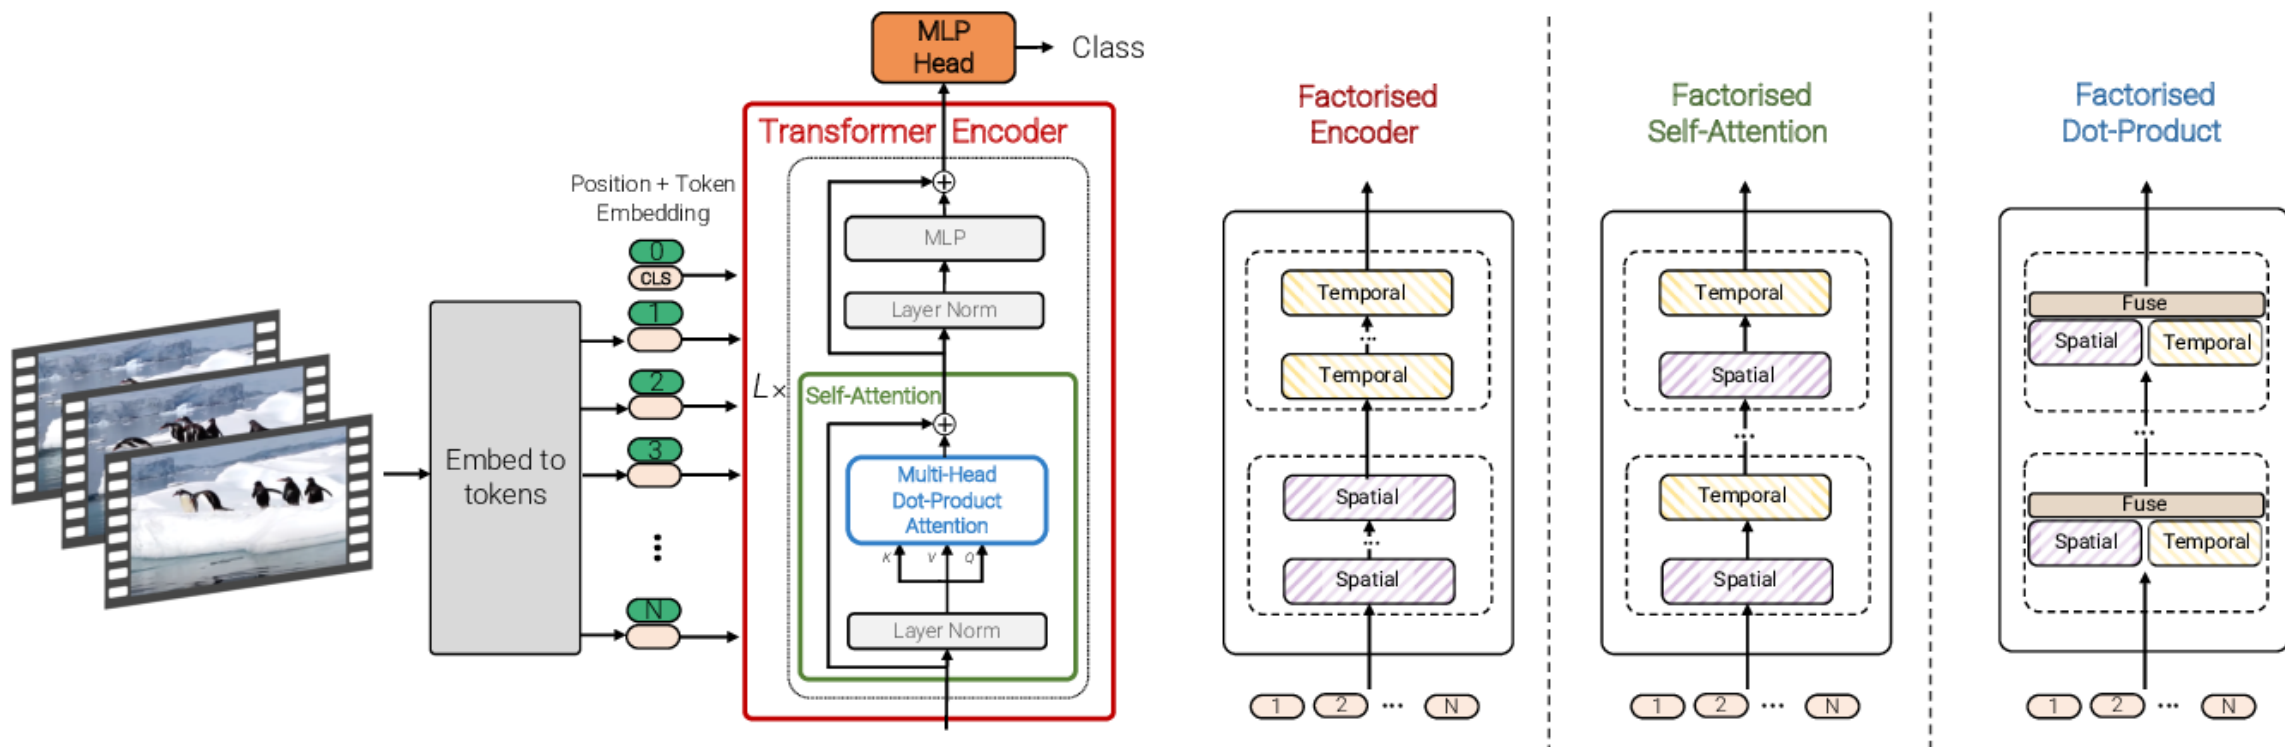 MLP
Head
Class
Transformer Encoder
Position + Token
Embedding
0
CLS
1
2
3
N
Embed to
tokens
L×
MLP
Layer Norm
Self-Attention
Multi-Head
Dot-Product
Attention
K V Q
Layer Norm
Factorised
Encoder
Temporal
...
Temporal
Spatial
...
Spatial
1 2 ... N
Factorised
Self-Attention
Temporal
Spatial
...
Temporal
Spatial
1 2 ... N
Factorised
Dot-Product
Fuse
Spatial Temporal
...
Fuse
Spatial Temporal
1 2 ... N